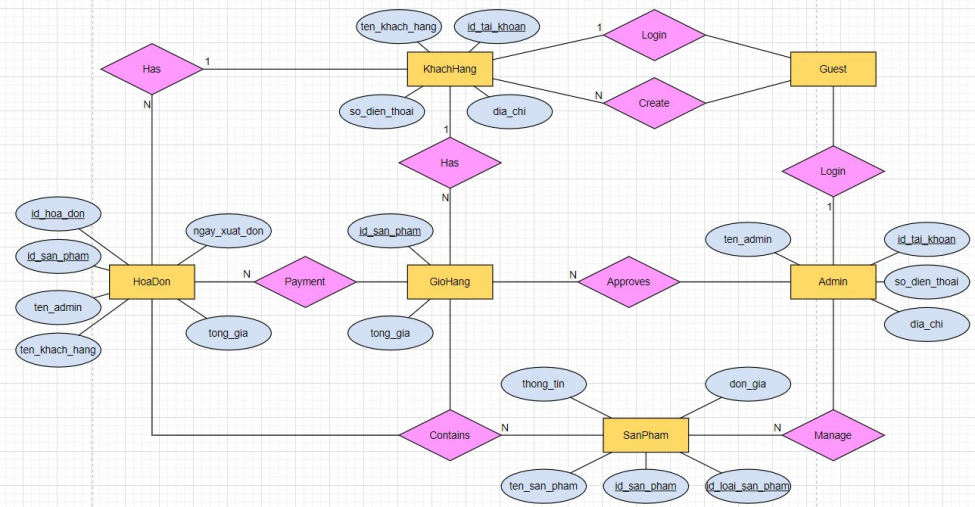 ten_khach_hang
id_tai_khoan
1
Login
Has
1
KhachHang
Guest
N
N
Create
so_dien_thoai
dia_chi
1
Has
Login
N
1
id_hoa_don
ngay_xuat_don
id_san_pham
ten_admin
id_tai_khoan
id_san_pham
HoaDon
N
Payment
GioHang
N
Approves
Admin
so_dien_thoai
ten_admin
tong_gia
tong_gia
dia_chi
ten_khach_hang
thong_tin
don_gia
Contains
N
SanPham
N
Manage
ten_san_pham
id_san_pham
id_loai_san_pham